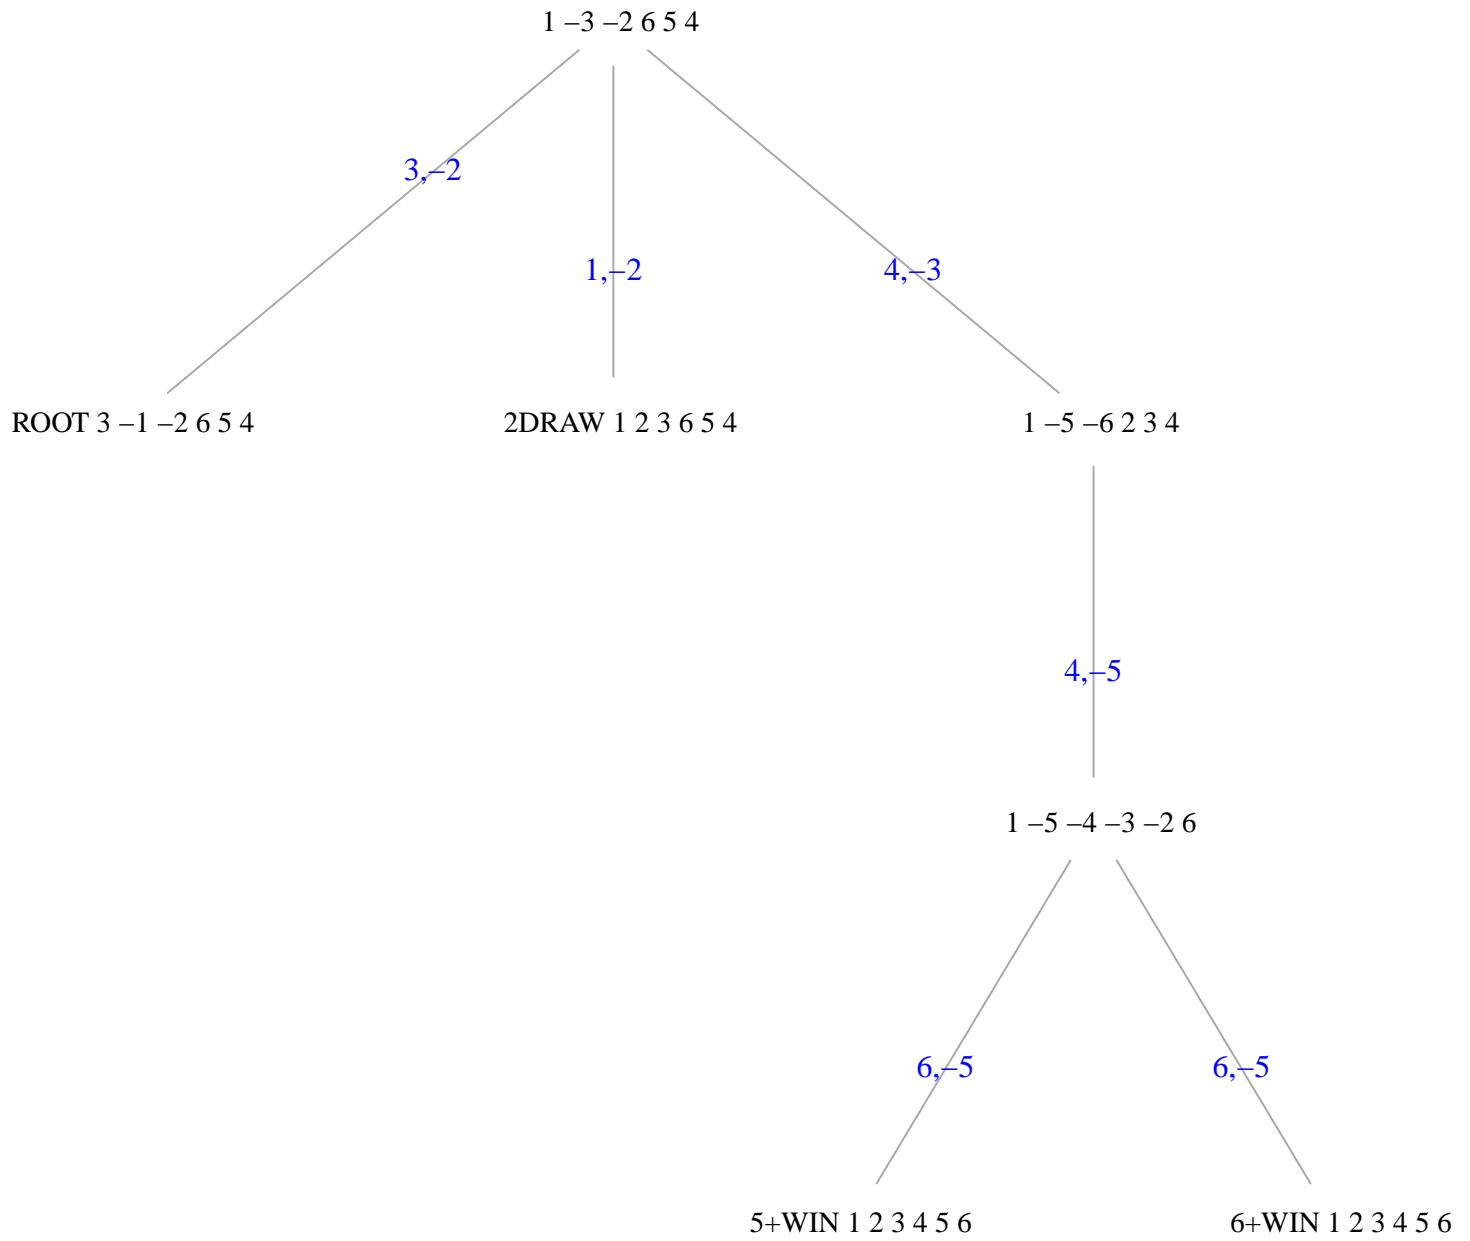 1 –3 –2 6 5 4
3,–2
1,–2
4,–3
ROOT 3 –1 –2 6 5 4
2DRAW 1 2 3 6 5 4
1 –5 –6 2 3 4
4,–5
1 –5 –4 –3 –2 6
6,–5
6,–5
5+WIN 1 2 3 4 5 6
6+WIN 1 2 3 4 5 6